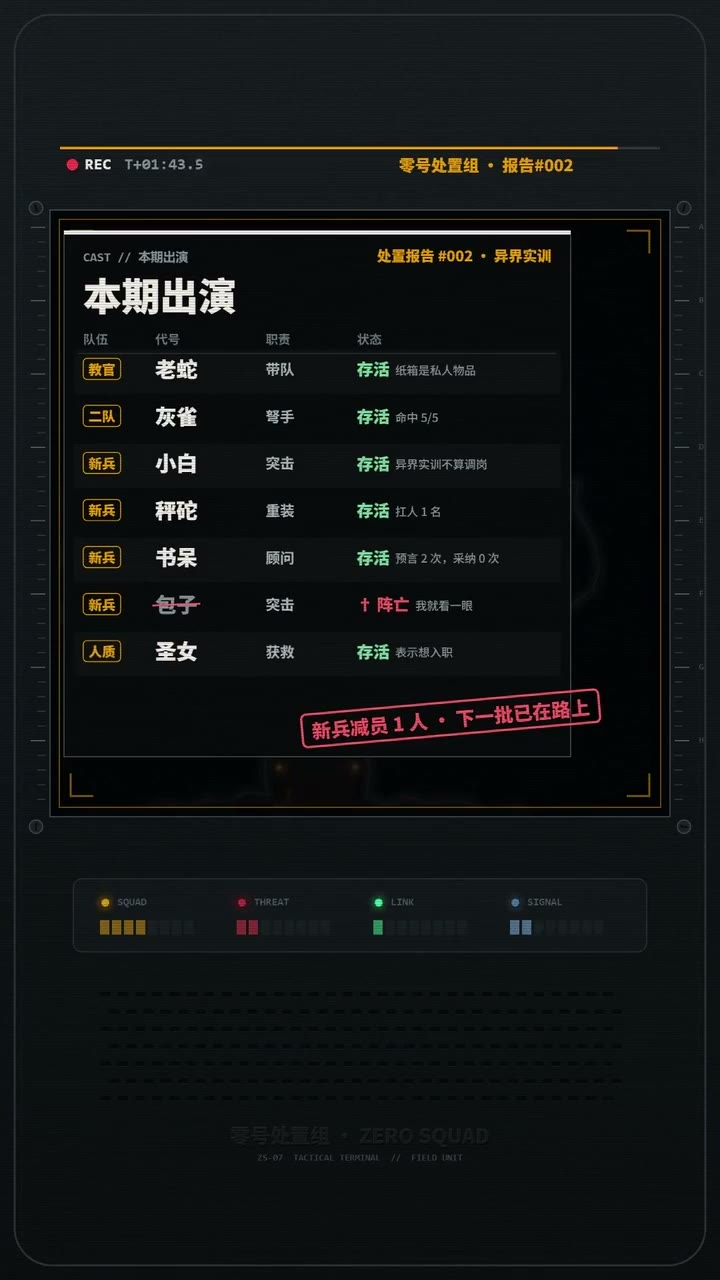 REC T+01:43.5 零号处置组 · 报告#002
CAST // 本期出演 处置报告 #002 · 异界实训
本期出演
队伍 代号 职责 状态
教官 老蛇 带队 存活 纸箱是私人物品
二队 灰雀 弩手 存活 命中 5/5
新兵 小白 突击 存活 异界实训不算调岗
新兵 秤砣 重装 存活 扛人 1 名
新兵 书呆 顾问 存活 预言 2 次，采纳 0 次
新兵 包子 突击 † 阵亡 我就看一眼
人质 圣女 获救 存活 表示想入职
新兵减员 1 人 · 下一批已在路上
SQUAD THREAT LINK SIGNAL
零号处置组 · ZERO SQUAD
ZS-07 TACTICAL TERMINAL // FIELD UNIT